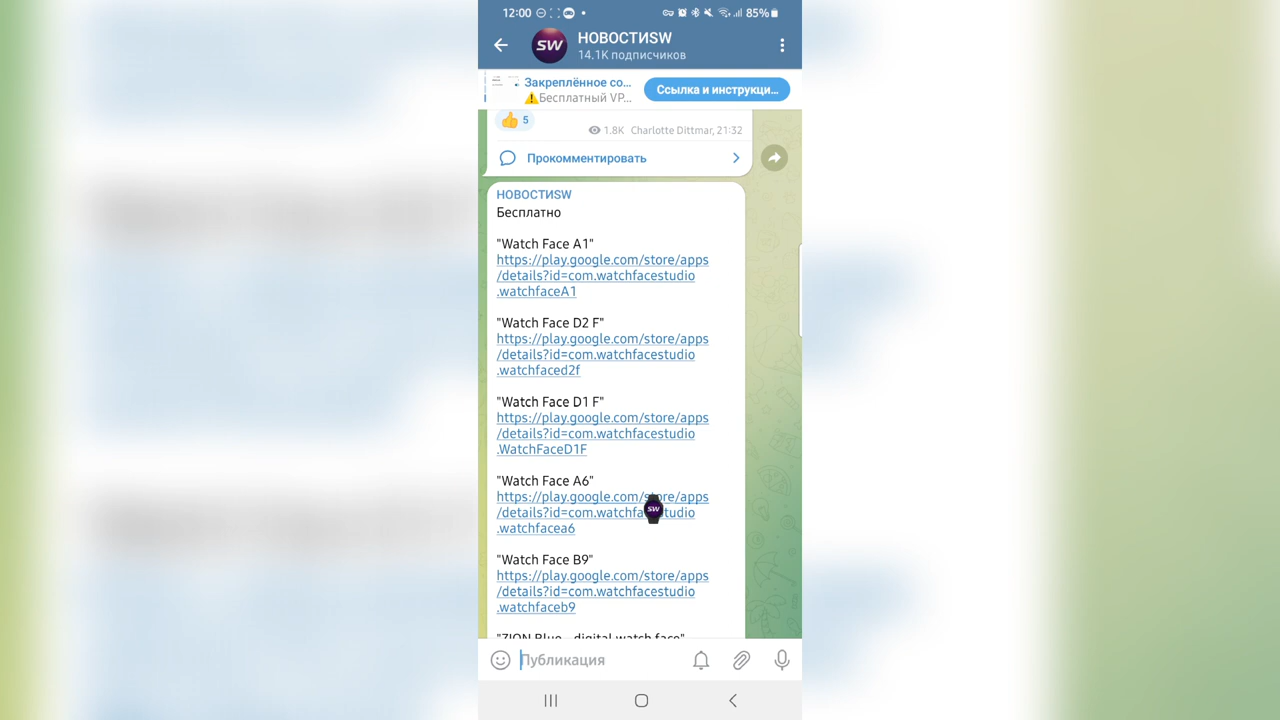 12:00
85%
SW
НОВОСТИSW
14.1K подписчиков
Закреплённое со...
⚠️Бесплатный VP...
Ссылка и инструкци...
👍 5
1.8K Charlotte Dittmar, 21:32
Прокомментировать
НОВОСТИSW
Бесплатно
"Watch Face A1"
https://play.google.com/store/apps
/details?id=com.watchfacestudio
.watchfaceA1
"Watch Face D2 F"
https://play.google.com/store/apps
/details?id=com.watchfacestudio
.watchfaced2f
"Watch Face D1 F"
https://play.google.com/store/apps
/details?id=com.watchfacestudio
.WatchFaceD1F
"Watch Face A6"
https://play.google.com/store/apps
/details?id=com.watchfacestudio
.watchfacea6
SW
"Watch Face B9"
https://play.google.com/store/apps
/details?id=com.watchfacestudio
.watchfaceb9
"ZION Blue - digital watch face"
Публикация